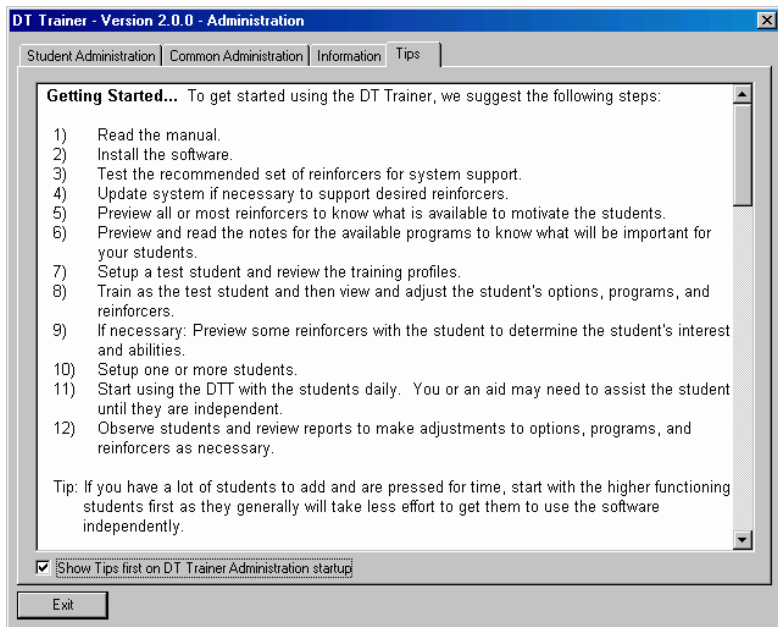 DT Trainer - Version 2.0.0 - Administration
Student Administration Common Administration Information Tips
Getting Started... To get started using the DT Trainer, we suggest the following steps:
1) Read the manual.
2) Install the software.
3) Test the recommended set of reinforcers for system support.
4) Update system if necessary to support desired reinforcers.
5) Preview all or most reinforcers to know what is available to motivate the students.
6) Preview and read the notes for the available programs to know what will be important for
your students.
7) Setup a test student and review the training profiles.
8) Train as the test student and then view and adjust the student's options, programs, and
reinforcers.
9) If necessary: Preview some reinforcers with the student to determine the student's interest
and abilities.
10) Setup one or more students.
11) Start using the DTT with the students daily. You or an aid may need to assist the student
until they are independent.
12) Observe students and review reports to make adjustments to options, programs, and
reinforcers as necessary.
Tip: If you have a lot of students to add and are pressed for time, start with the higher functioning
students first as they generally will take less effort to get them to use the software
independently.
Show Tips first on DT Trainer Administration startup
Exit